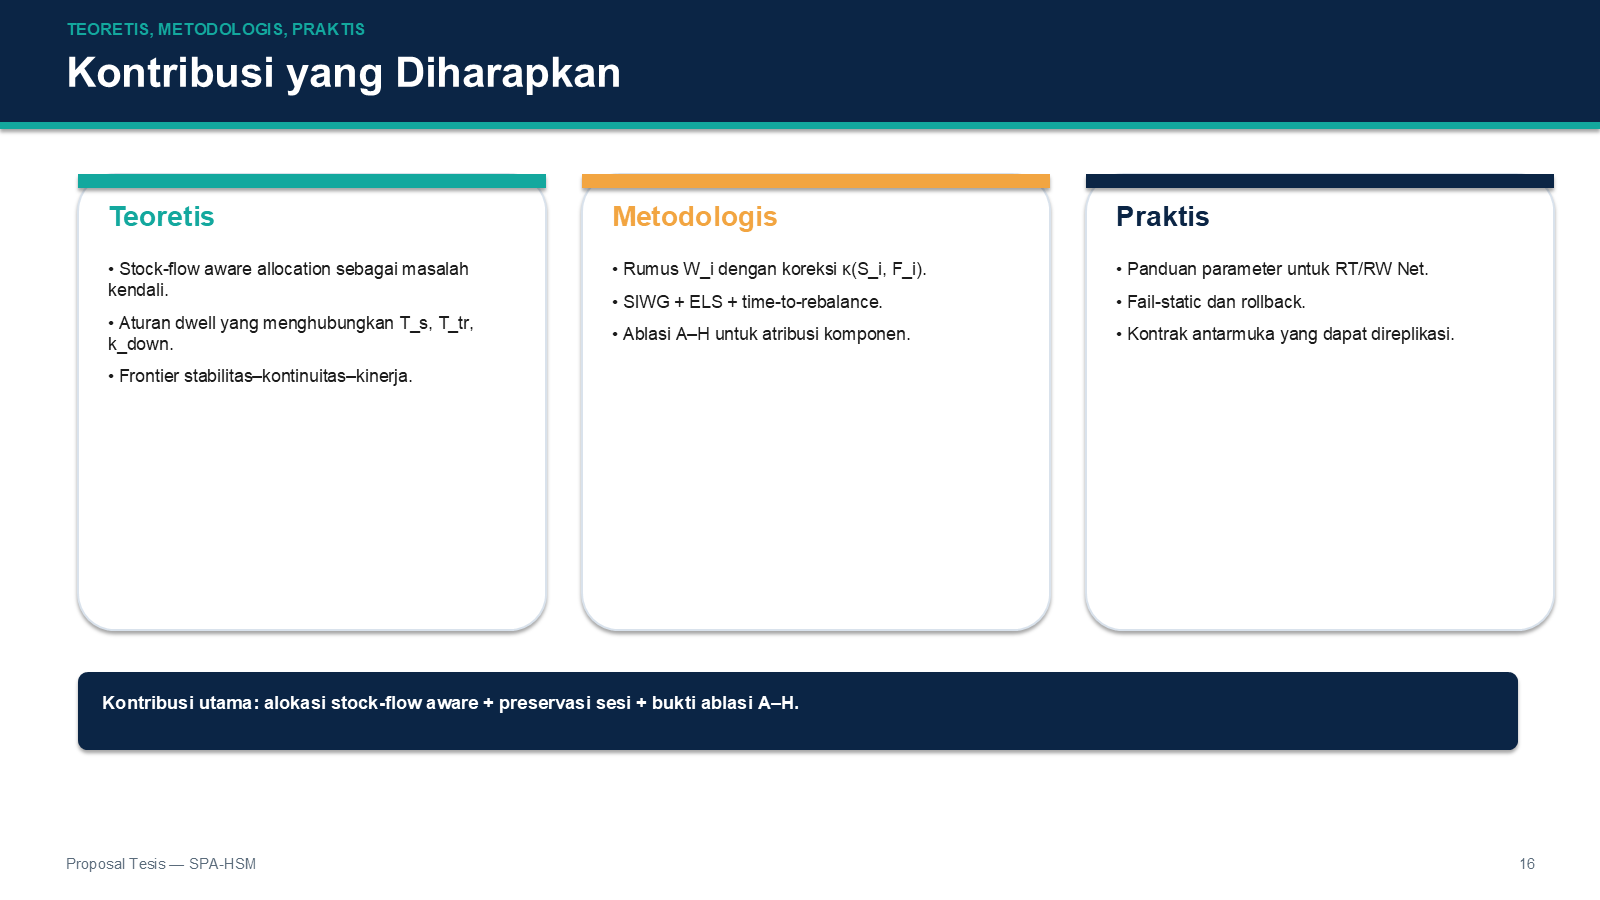 TEORETIS, METODOLOGIS, PRAKTIS
Kontribusi yang Diharapkan
Teoretis
• Stock-flow aware allocation sebagai masalah
kendali.
• Aturan dwell yang menghubungkan T_s, T_tr,
k_down.
• Frontier stabilitas–kontinuitas–kinerja.
Metodologis
• Rumus W_i dengan koreksi κ(S_i, F_i).
• SIWG + ELS + time-to-rebalance.
• Ablasi A–H untuk atribusi komponen.
Praktis
• Panduan parameter untuk RT/RW Net.
• Fail-static dan rollback.
• Kontrak antarmuka yang dapat direplikasi.
Kontribusi utama: alokasi stock-flow aware + preservasi sesi + bukti ablasi A–H.
Proposal Tesis — SPA-HSM
16